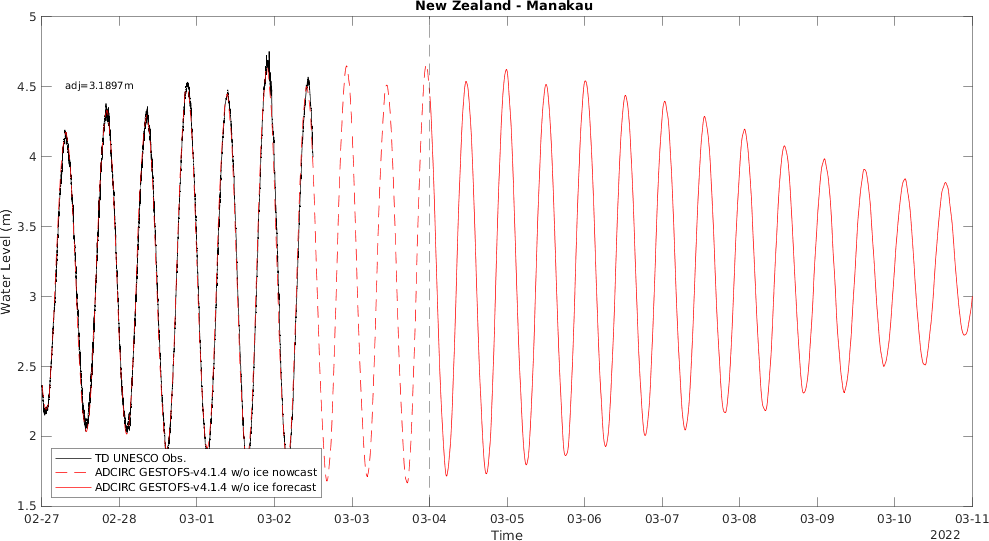 New Zealand - Manakau
5
4.5
4
3.5
3
2.5
2
1.5
Water Level (m)
adj=3.1897m
TD UNESCO Obs.
ADCIRC GESTOFS-v4.1.4 w/o ice nowcast
ADCIRC GESTOFS-v4.1.4 w/o ice forecast
02-27 02-28 03-01 03-02 03-03 03-04 03-05 03-06 03-07 03-08 03-09 03-10 03-11
Time
2022